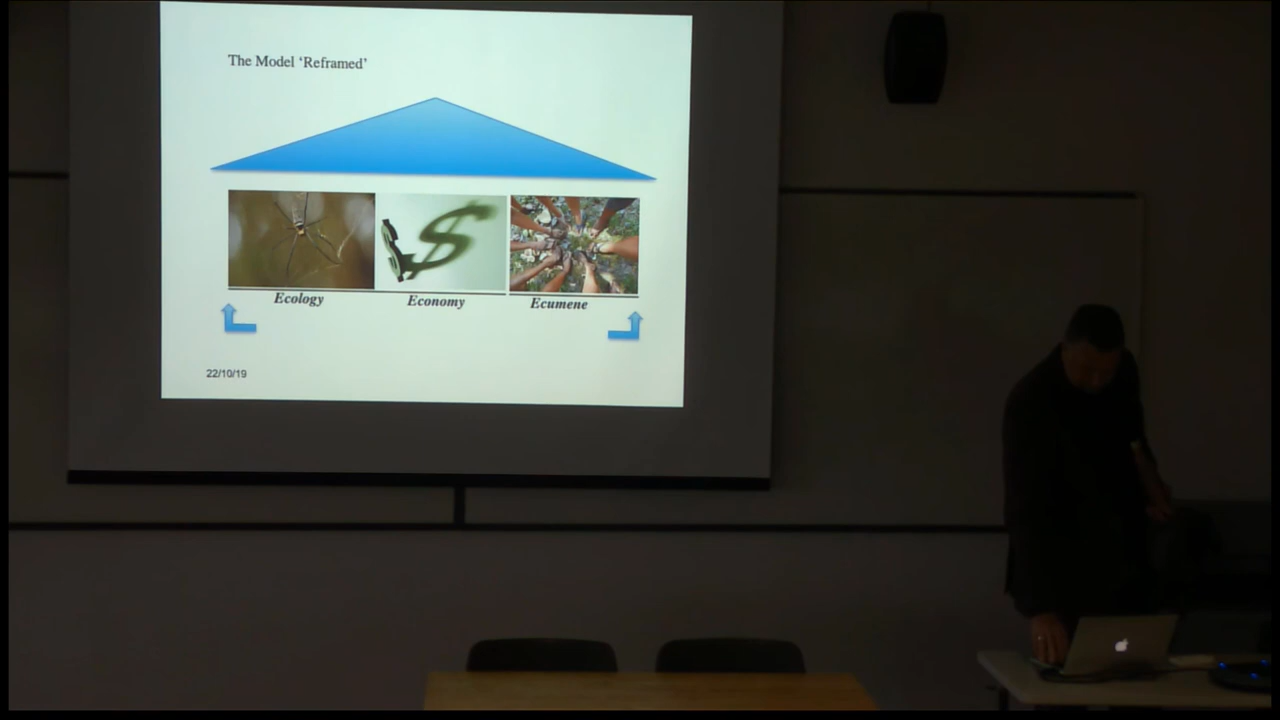 The Model ‘Reframed’
Ecology
Economy
Ecumene
22/10/19